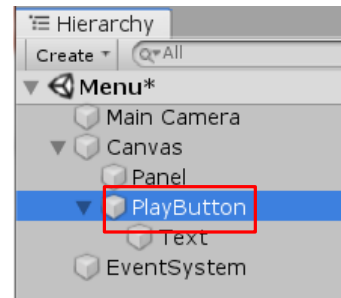 Hierarchy
Create All
Menu*
Main Camera
Canvas
Panel
PlayButton
Text
EventSystem